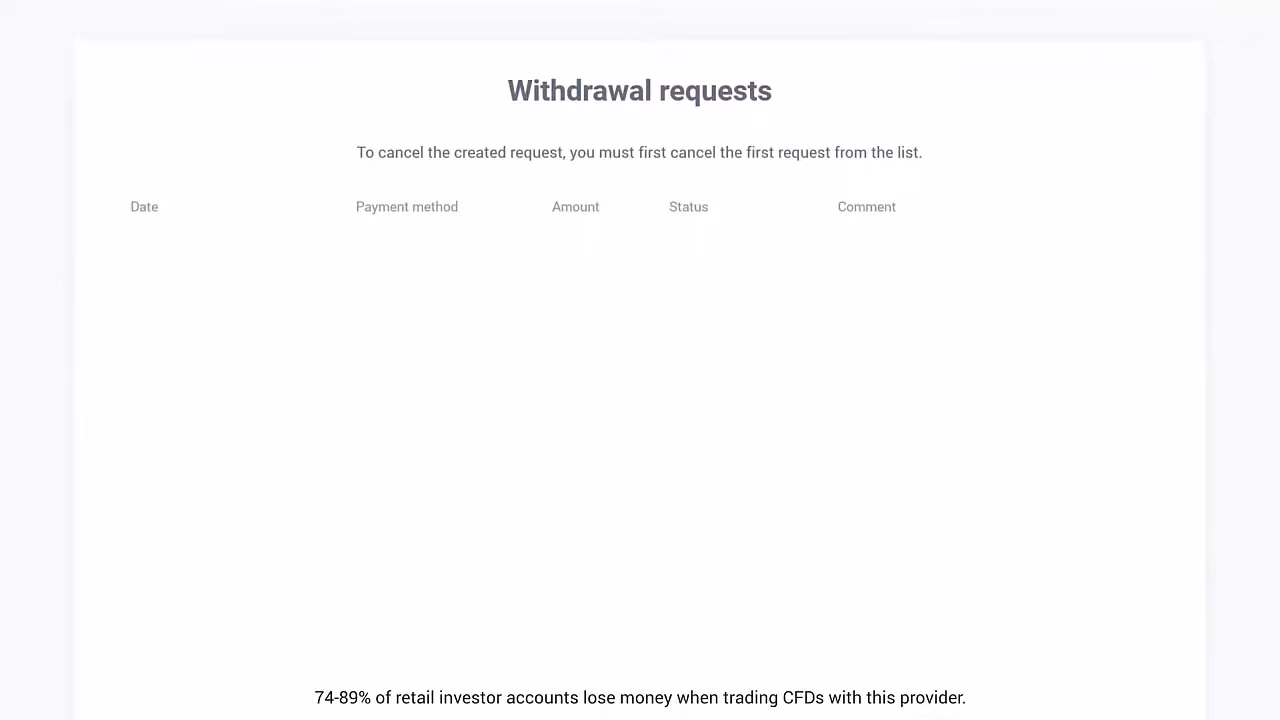 Withdrawal requests
To cancel the created request, you must first cancel the first request from the list.
Date Payment method Amount Status Comment
74-89% of retail investor accounts lose money when trading CFDs with this provider.